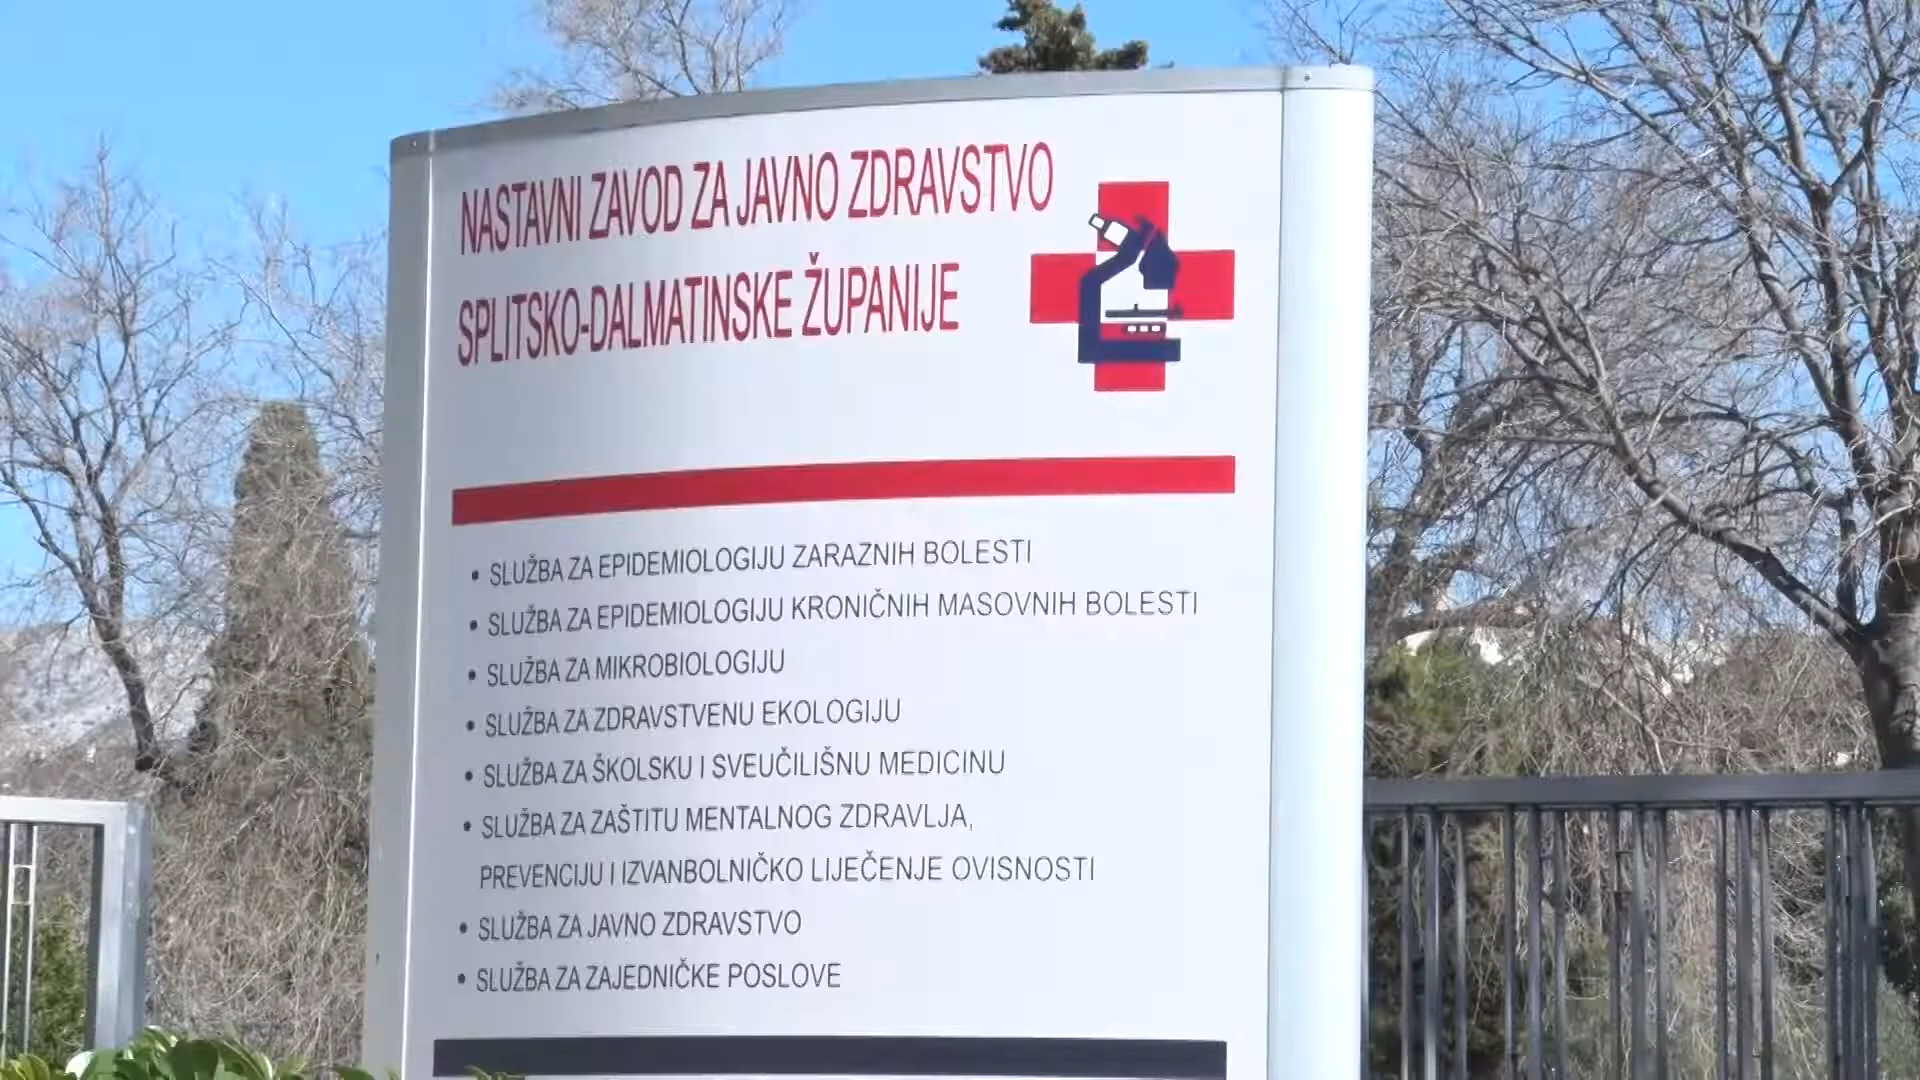 NASTAVNI ZAVOD ZA JAVNO ZDRAVSTVO
SPLITSKO-DALMATINSKE ŽUPANIJE
• SLUŽBA ZA EPIDEMIOLOGIJU ZARAZNIH BOLESTI
• SLUŽBA ZA EPIDEMIOLOGIJU KRONIČNIH MASOVNIH BOLESTI
• SLUŽBA ZA MIKROBIOLOGIJU
• SLUŽBA ZA ZDRAVSTVENU EKOLOGIJU
• SLUŽBA ZA ŠKOLSKU I SVEUČILIŠNU MEDICINU
• SLUŽBA ZA ZAŠTITU MENTALNOG ZDRAVLJA,
PREVENCIJU I IZVANBOLNIČKO LIJEČENJE OVISNOSTI
• SLUŽBA ZA JAVNO ZDRAVSTVO
• SLUŽBA ZA ZAJEDNIČKE POSLOVE